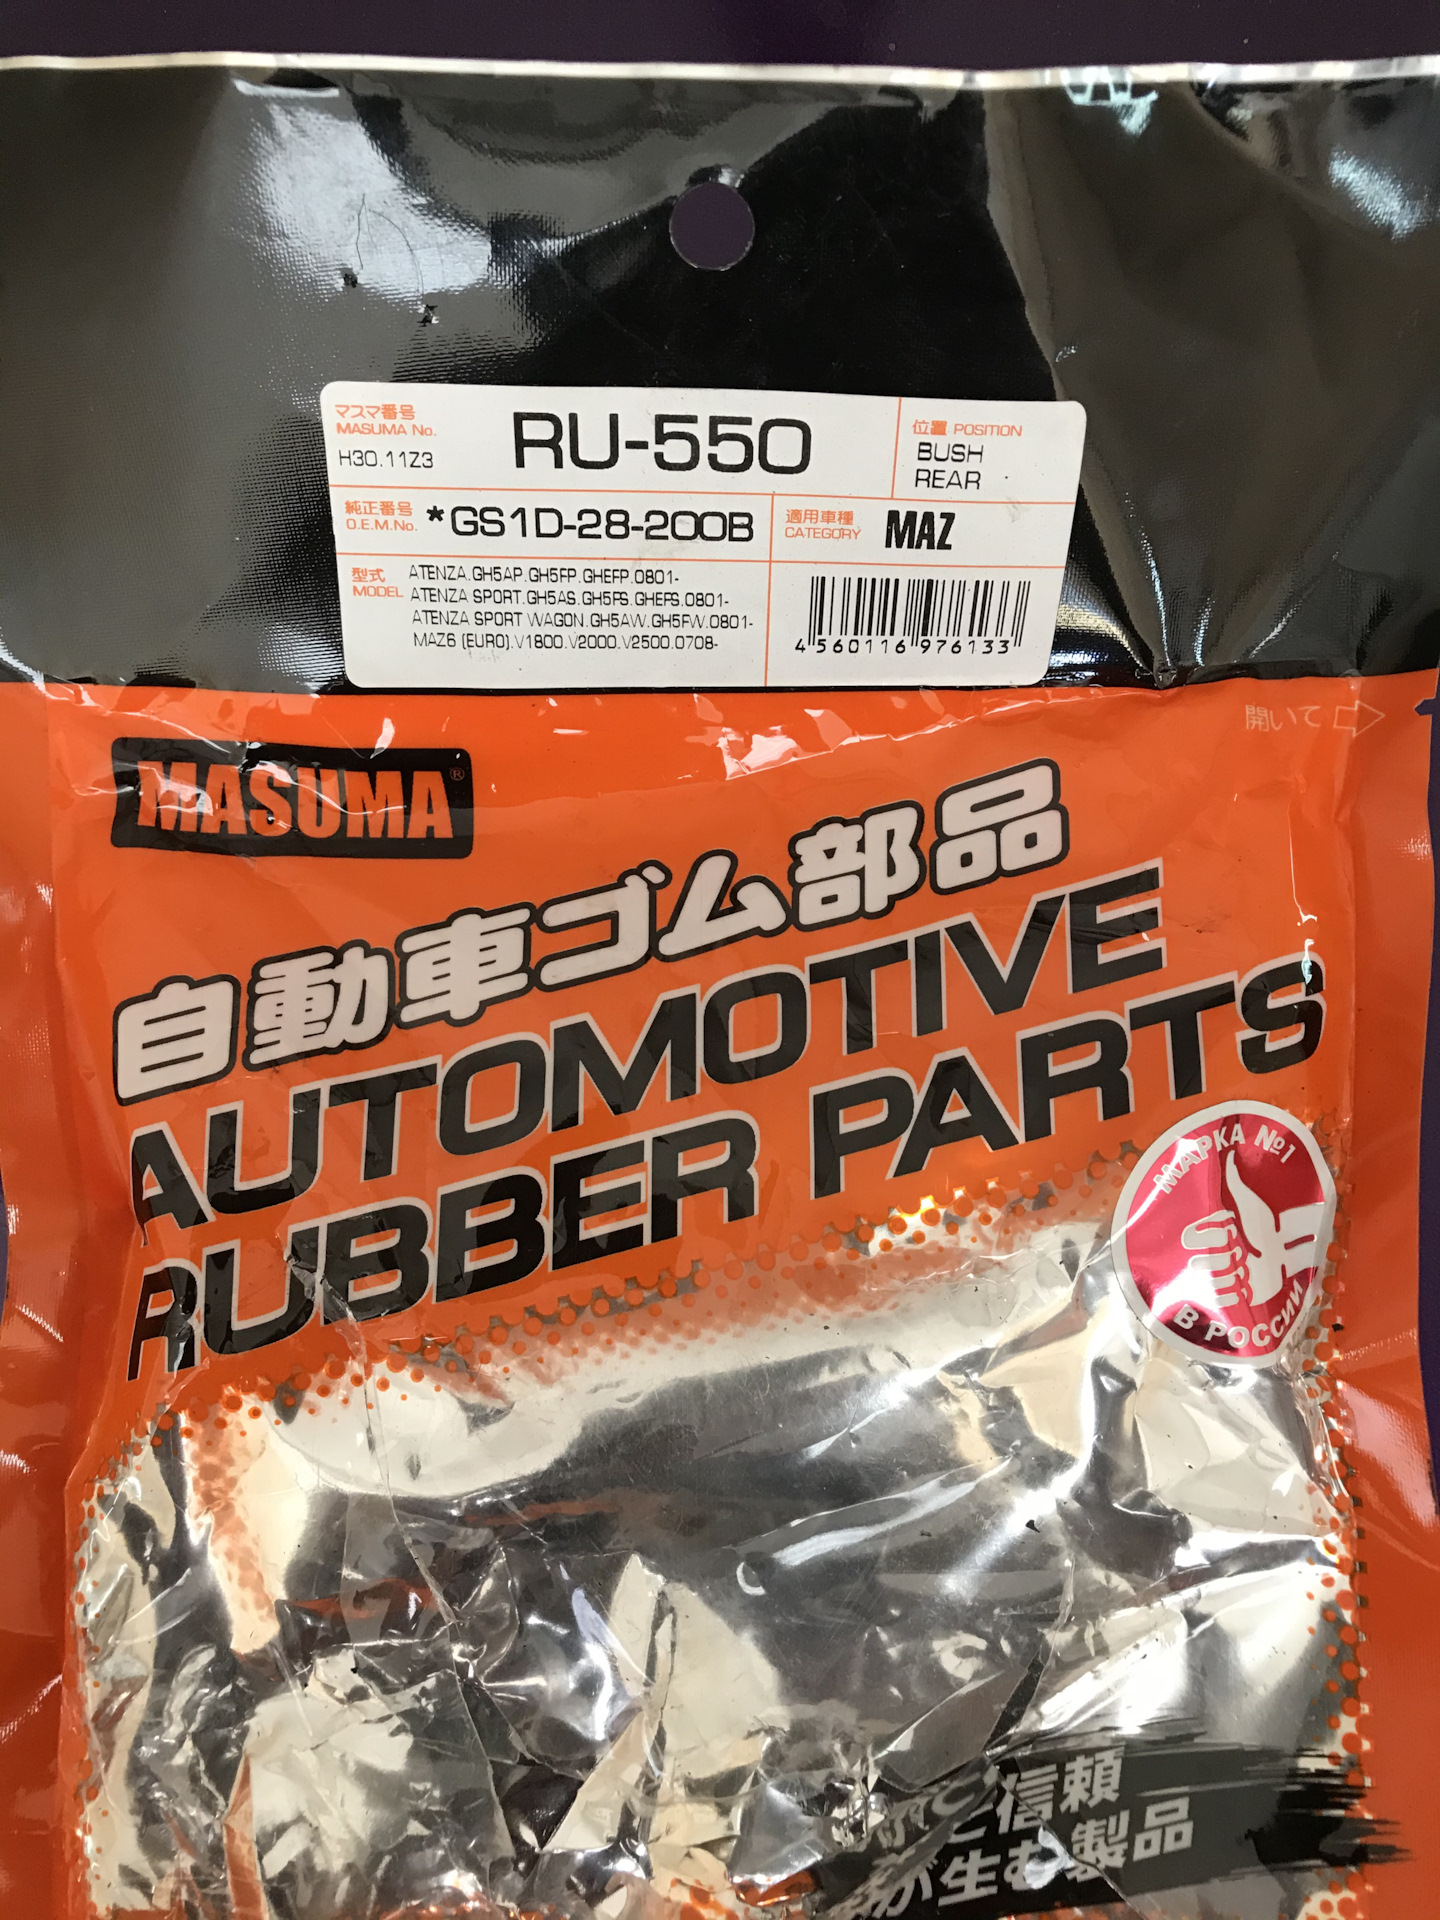 マスマ番号
MASUMA No.
H30.11Z3
RU-550
位置 POSITION
BUSH
REAR
純正番号
O.E.M.No.
*GS1D-28-200B
適用車種
CATEGORY
MAZ
型式
MODEL
ATENZA.GH5AP.GH5FP.GHEFP.0801-
ATENZA SPORT.GH5AS.GH5FS.GHEFS.0801-
ATENZA SPORT WAGON.GH5AW.GH5FW.0801-
MAZ6 (EURO).V1800.V2000.V2500.0708-
4560116976133
開いて
MASUMA®
自動車ゴム部品
AUTOMOTIVE
RUBBER PARTS
МАРКА №1
В РОССИИ
と信頼
が生む製品